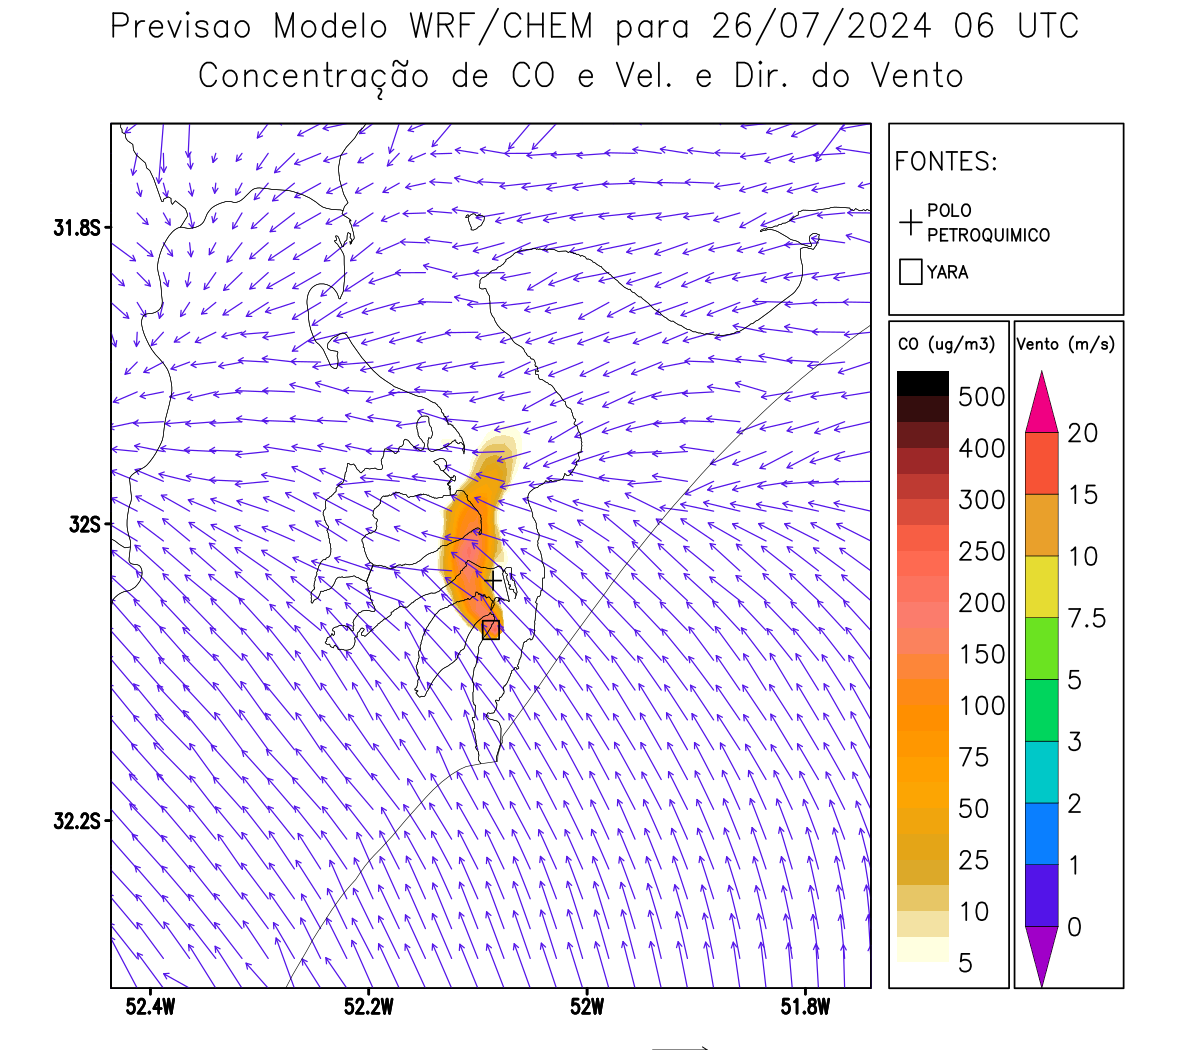 Previsao Modelo WRF/CHEM para 26/07/2024 06 UTC
Concentração de CO e Vel. e Dir. do Vento
FONTES:
POLO
PETROQUIMICO
YARA
CO (ug/m3)
500
400
300
250
200
150
100
75
50
25
10
5
Vento (m/s)
20
15
10
7.5
5
3
2
1
0
31.8S
32S
32.2S
52.4W 52.2W 52W 51.8W